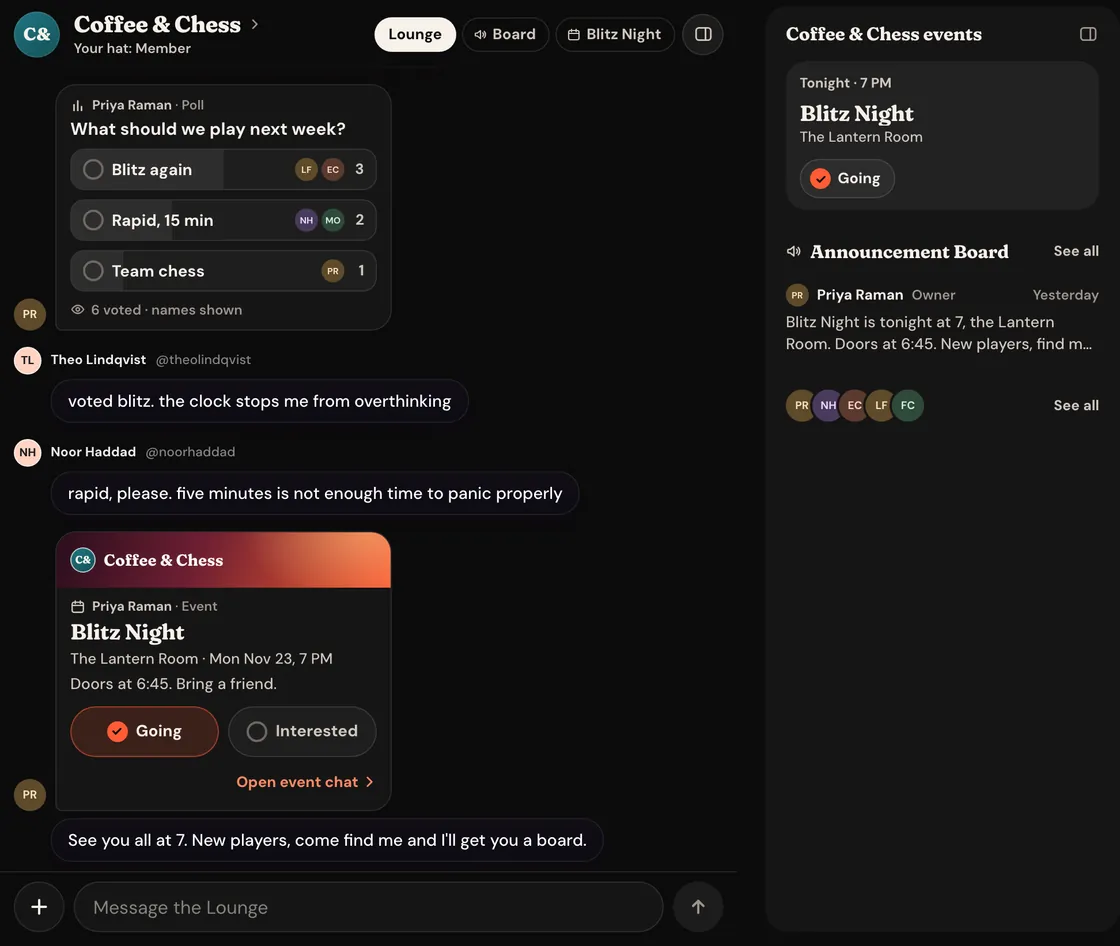 C&
Coffee & Chess
Your hat: Member
Lounge
Board
Blitz Night
Priya Raman · Poll
What should we play next week?
Blitz again
LF
EC
3
Rapid, 15 min
NH
MO
2
Team chess
PR
1
6 voted · names shown
PR
TL
Theo Lindqvist @theolindqvist
voted blitz. the clock stops me from overthinking
NH
Noor Haddad @noorhaddad
rapid, please. five minutes is not enough time to panic properly
C&
Coffee & Chess
Priya Raman · Event
Blitz Night
The Lantern Room · Mon Nov 23, 7 PM
Doors at 6:45. Bring a friend.
Going
Interested
Open event chat
PR
See you all at 7. New players, come find me and I'll get you a board.
Message the Lounge
Coffee & Chess events
Tonight · 7 PM
Blitz Night
The Lantern Room
Going
Announcement Board
See all
PR
Priya Raman Owner
Yesterday
Blitz Night is tonight at 7, the Lantern
Room. Doors at 6:45. New players, find m...
PR
NH
EC
LF
FC
See all